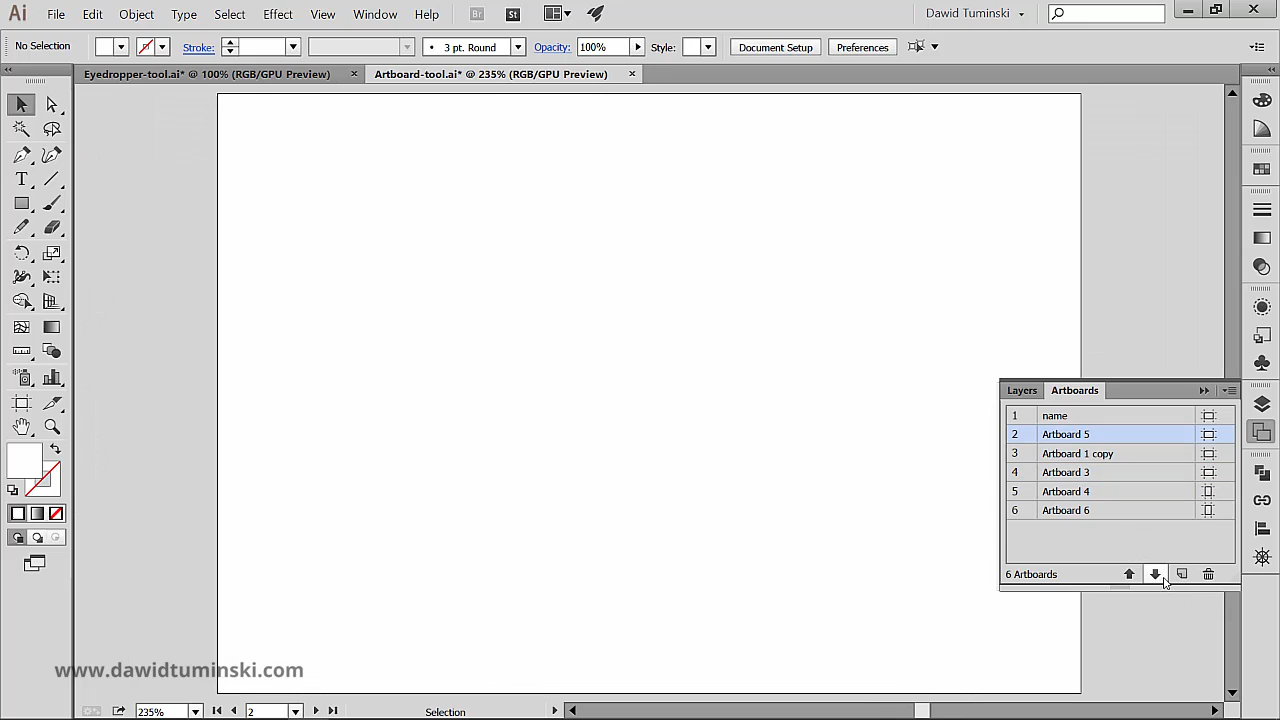 Ai File Edit Object Type Select Effect View Window Help Br St Dawid Tuminski
No Selection Stroke: 3 pt. Round Opacity: 100% Style: Document Setup Preferences
Eyedropper-tool.ai* @ 100% (RGB/GPU Preview) Artboard-tool.ai* @ 235% (RGB/GPU Preview)
Layers Artboards
1 name
2 Artboard 5
3 Artboard 1 copy
4 Artboard 3
5 Artboard 4
6 Artboard 6
6 Artboards
www.dawidtuminski.com
235% 2 Selection